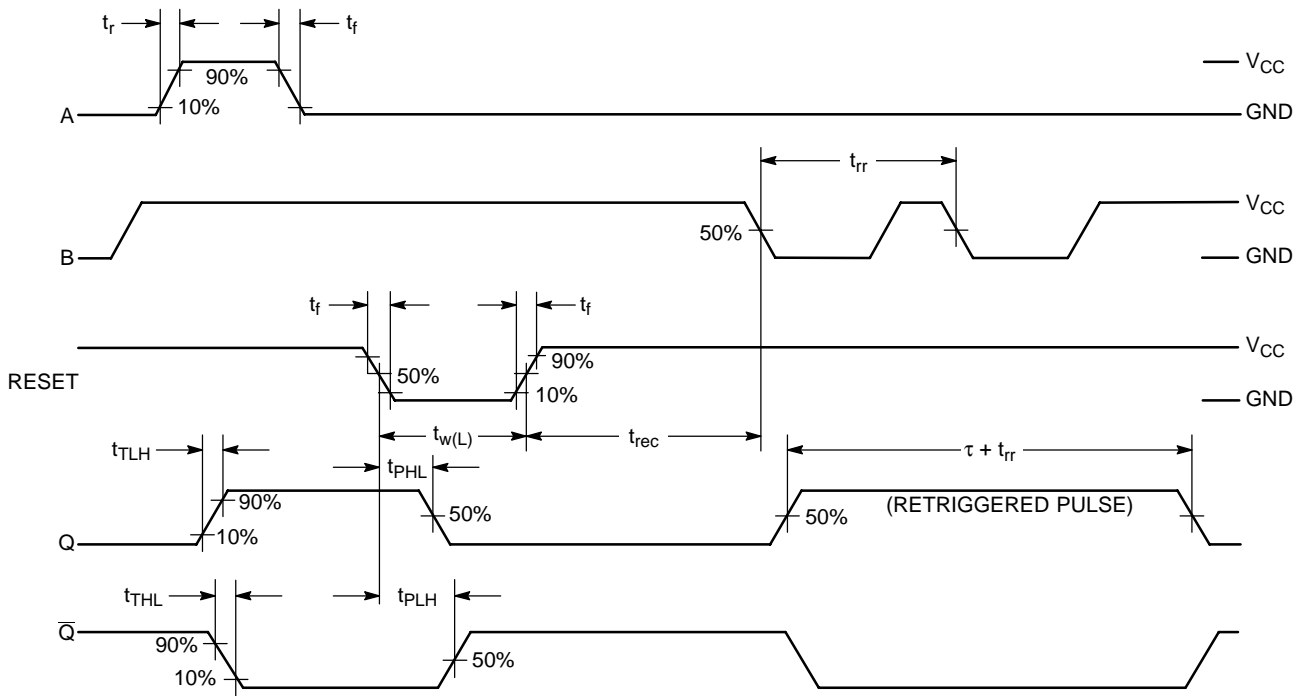 tr tf
VCC
90%
10%
A GND
trr
VCC
50%
B GND
tf tf
VCC
90%
RESET 50%
10%
GND
tw(L) trec
tTLH τ + trr
tPHL
90%
(RETRIGGERED PULSE)
50% 50%
10%
Q
tTHL tPLH
Q̅
90%
50%
10%